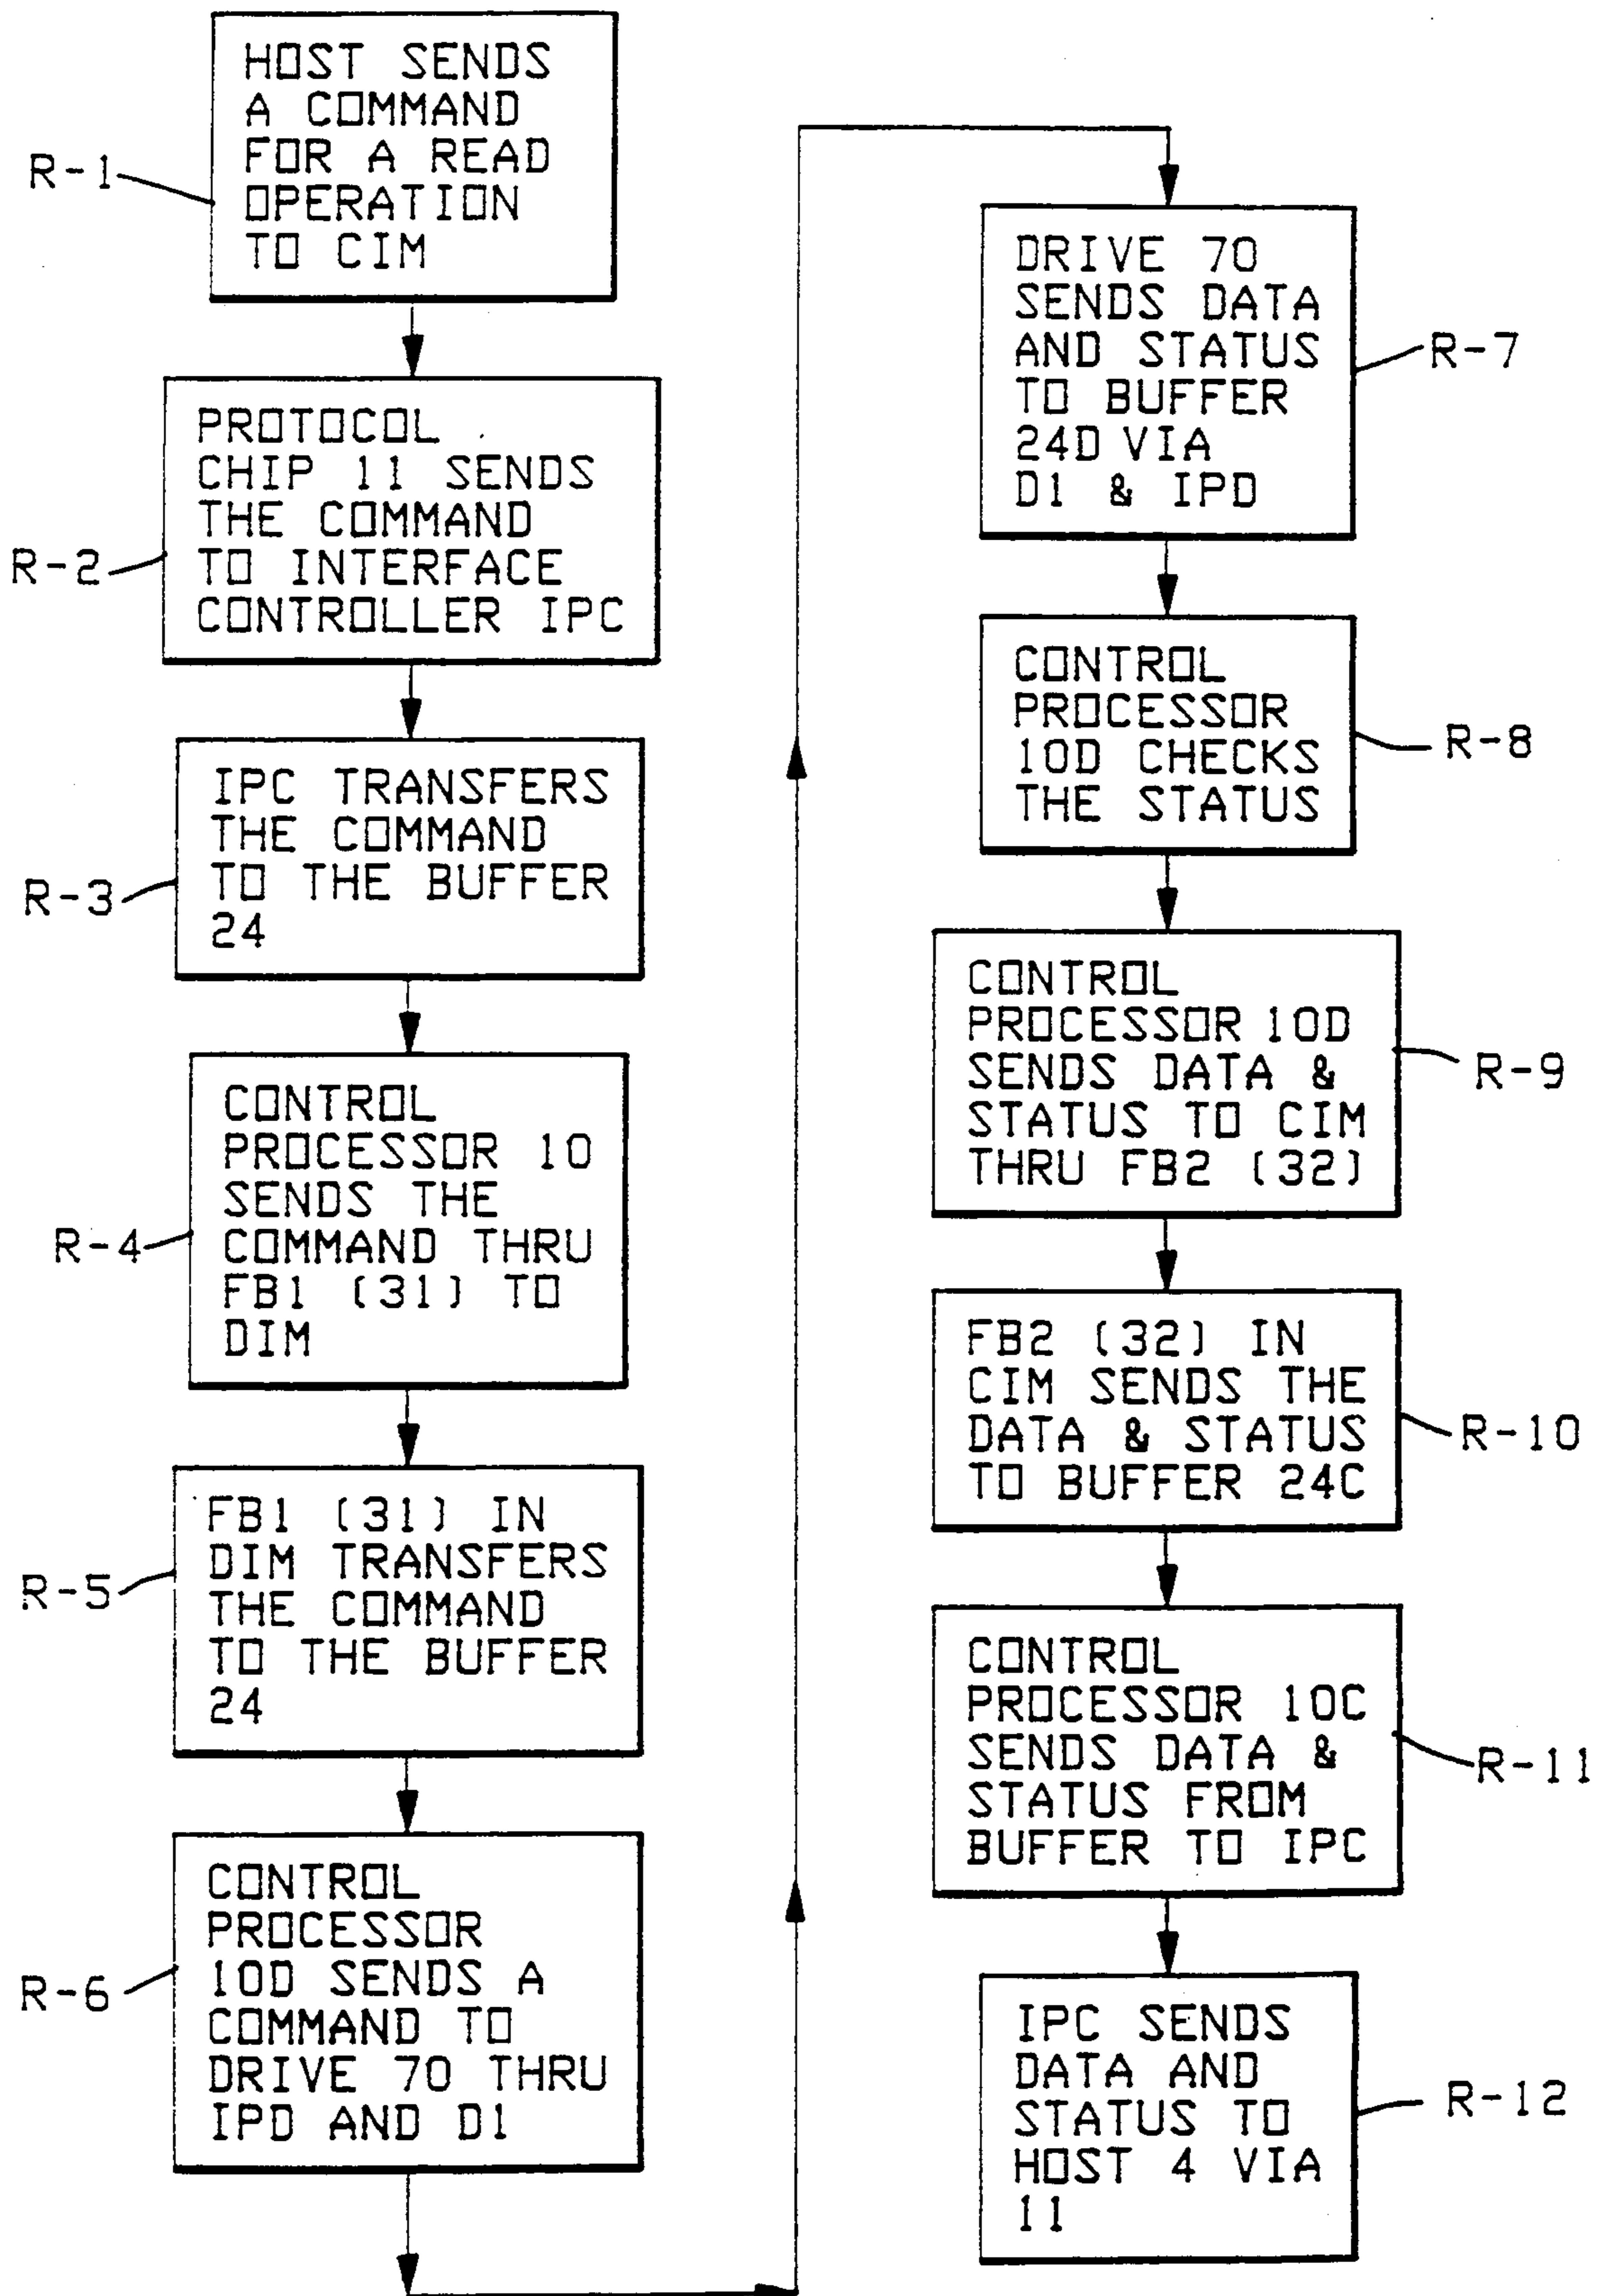 HOST SENDS
A COMMAND
FOR A READ
OPERATION
TO CIM
R-1
PROTOCOL
CHIP 11 SENDS
THE COMMAND
TO INTERFACE
CONTROLLER IPC
R-2
IPC TRANSFERS
THE COMMAND
TO THE BUFFER
24
R-3
CONTROL
PROCESSOR 10
SENDS THE
COMMAND THRU
FB1 (31) TO
DIM
R-4
FB1 (31) IN
DIM TRANSFERS
THE COMMAND
TO THE BUFFER
24
R-5
CONTROL
PROCESSOR
10D SENDS A
COMMAND TO
DRIVE 70 THRU
IPD AND D1
R-6
DRIVE 70
SENDS DATA
AND STATUS
TO BUFFER
24D VIA
D1 & IPD
R-7
CONTROL
PROCESSOR
10D CHECKS
THE STATUS
R-8
CONTROL
PROCESSOR 10D
SENDS DATA &
STATUS TO CIM
THRU FB2 (32)
R-9
FB2 (32) IN
CIM SENDS THE
DATA & STATUS
TO BUFFER 24C
R-10
CONTROL
PROCESSOR 10C
SENDS DATA &
STATUS FROM
BUFFER TO IPC
R-11
IPC SENDS
DATA AND
STATUS TO
HOST 4 VIA
11
R-12